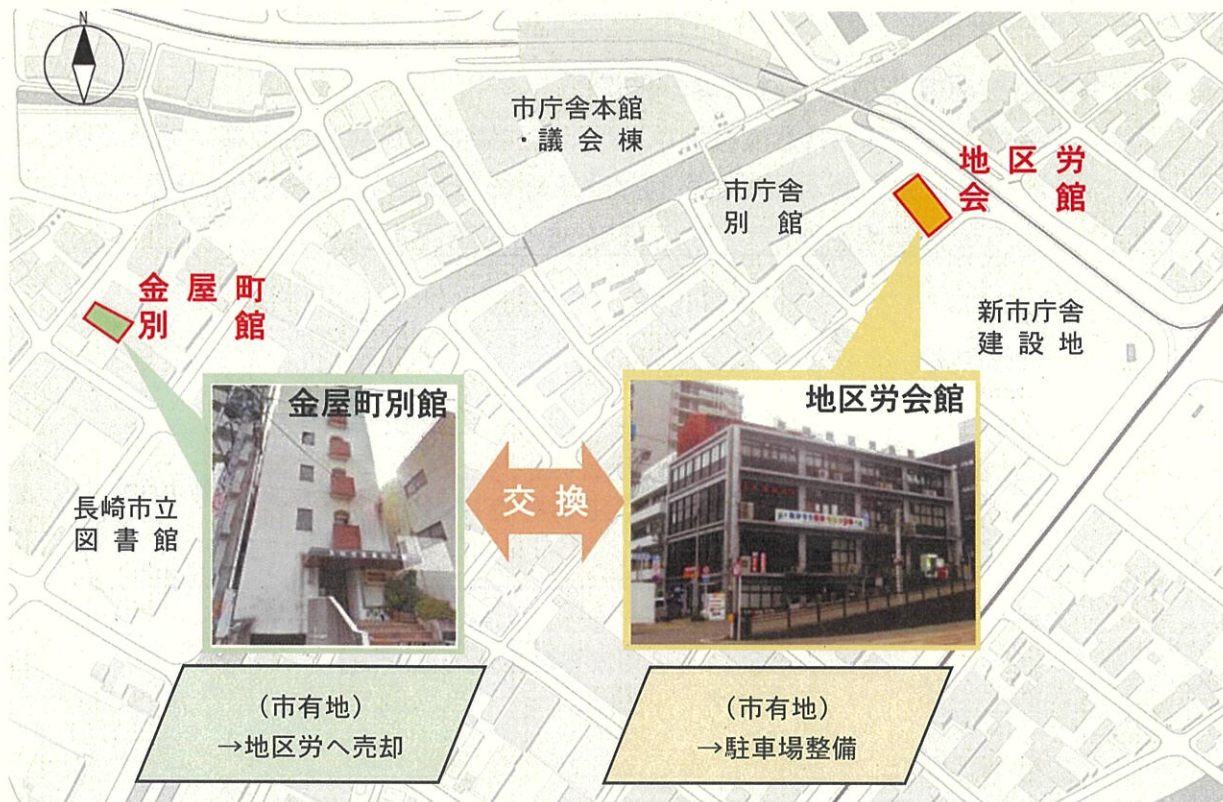 N
市庁舎本館
・議会棟
地区労
会館
市庁舎
別館
金屋町
別館
新市庁舎
建設地
金屋町別館
地区労会館
交換
長崎市立
図書館
（市有地）
→地区労へ売却
（市有地）
→駐車場整備